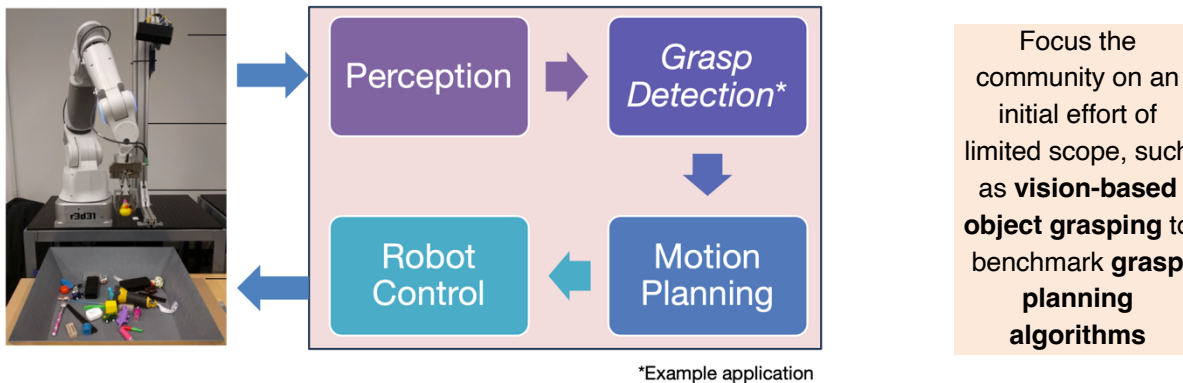 Perception
Grasp
Detection*
Robot
Control
Motion
Planning
r3d31
*Example application
Focus the
community on an
initial effort of
limited scope, such
as vision-based
object grasping to
benchmark grasp
planning
algorithms